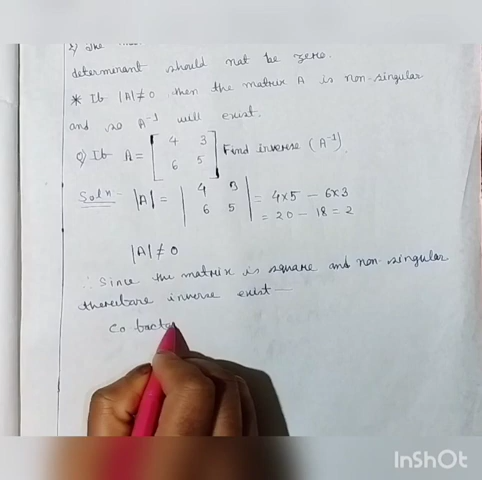 2) The
determinant should not be zero.
* If |A| ≠ 0, then the matrix A is non-singular
and so A⁻¹ will exist.
Q) If A = [4 3; 6 5] Find inverse (A⁻¹).
Soln- |A| = |4 3; 6 5| = 4×5 - 6×3
= 20 - 18 = 2
|A| ≠ 0
∴ Since the matrix is square and non-singular
therefore inverse exist —
Co facto
InShOt